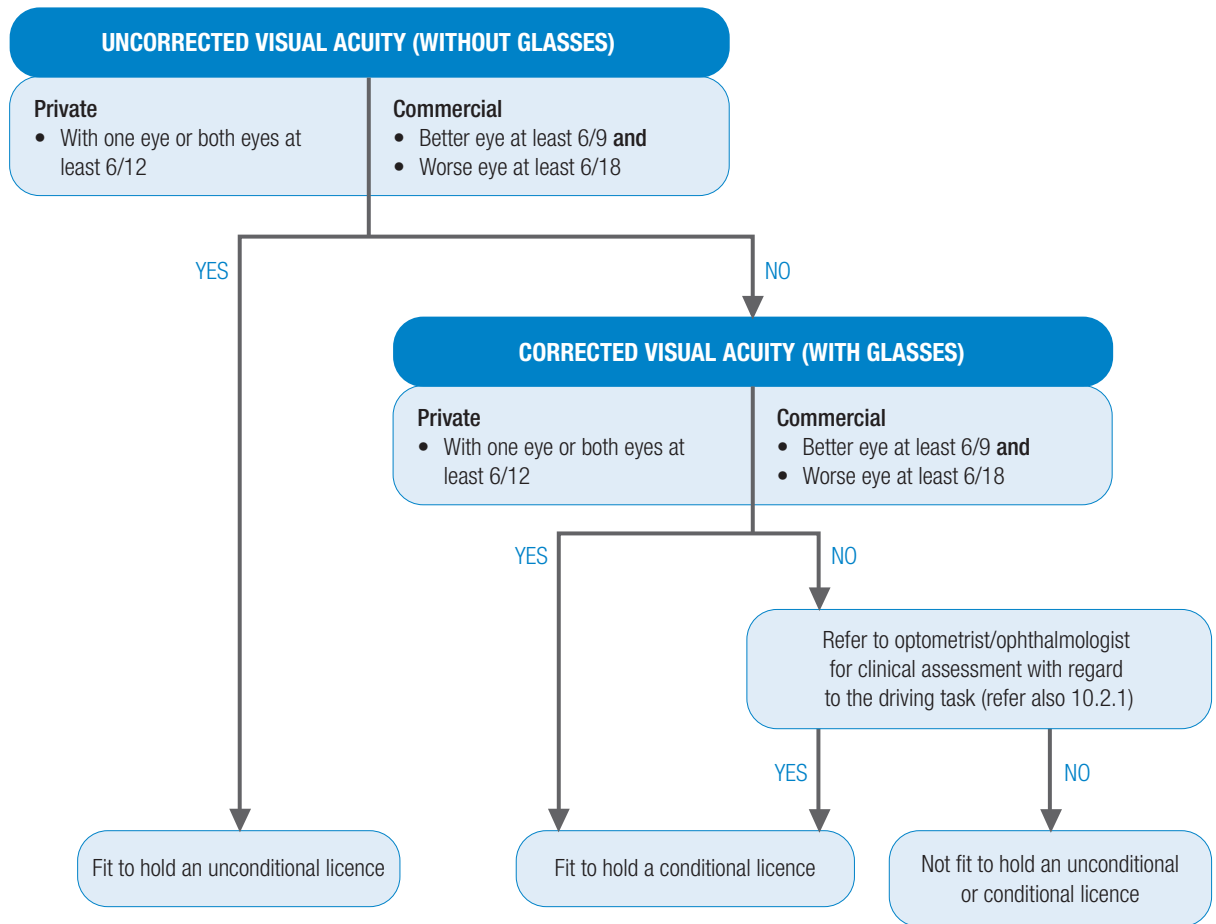 UNCORRECTED VISUAL ACUITY (WITHOUT GLASSES)
Private
• With one eye or both eyes at
least 6/12
Commercial
• Better eye at least 6/9 and
• Worse eye at least 6/18
YES
NO
CORRECTED VISUAL ACUITY (WITH GLASSES)
Private
• With one eye or both eyes at
least 6/12
Commercial
• Better eye at least 6/9 and
• Worse eye at least 6/18
YES
NO
Refer to optometrist/ophthalmologist
for clinical assessment with regard
to the driving task (refer also 10.2.1)
YES
NO
Fit to hold an unconditional licence
Fit to hold a conditional licence
Not fit to hold an unconditional
or conditional licence